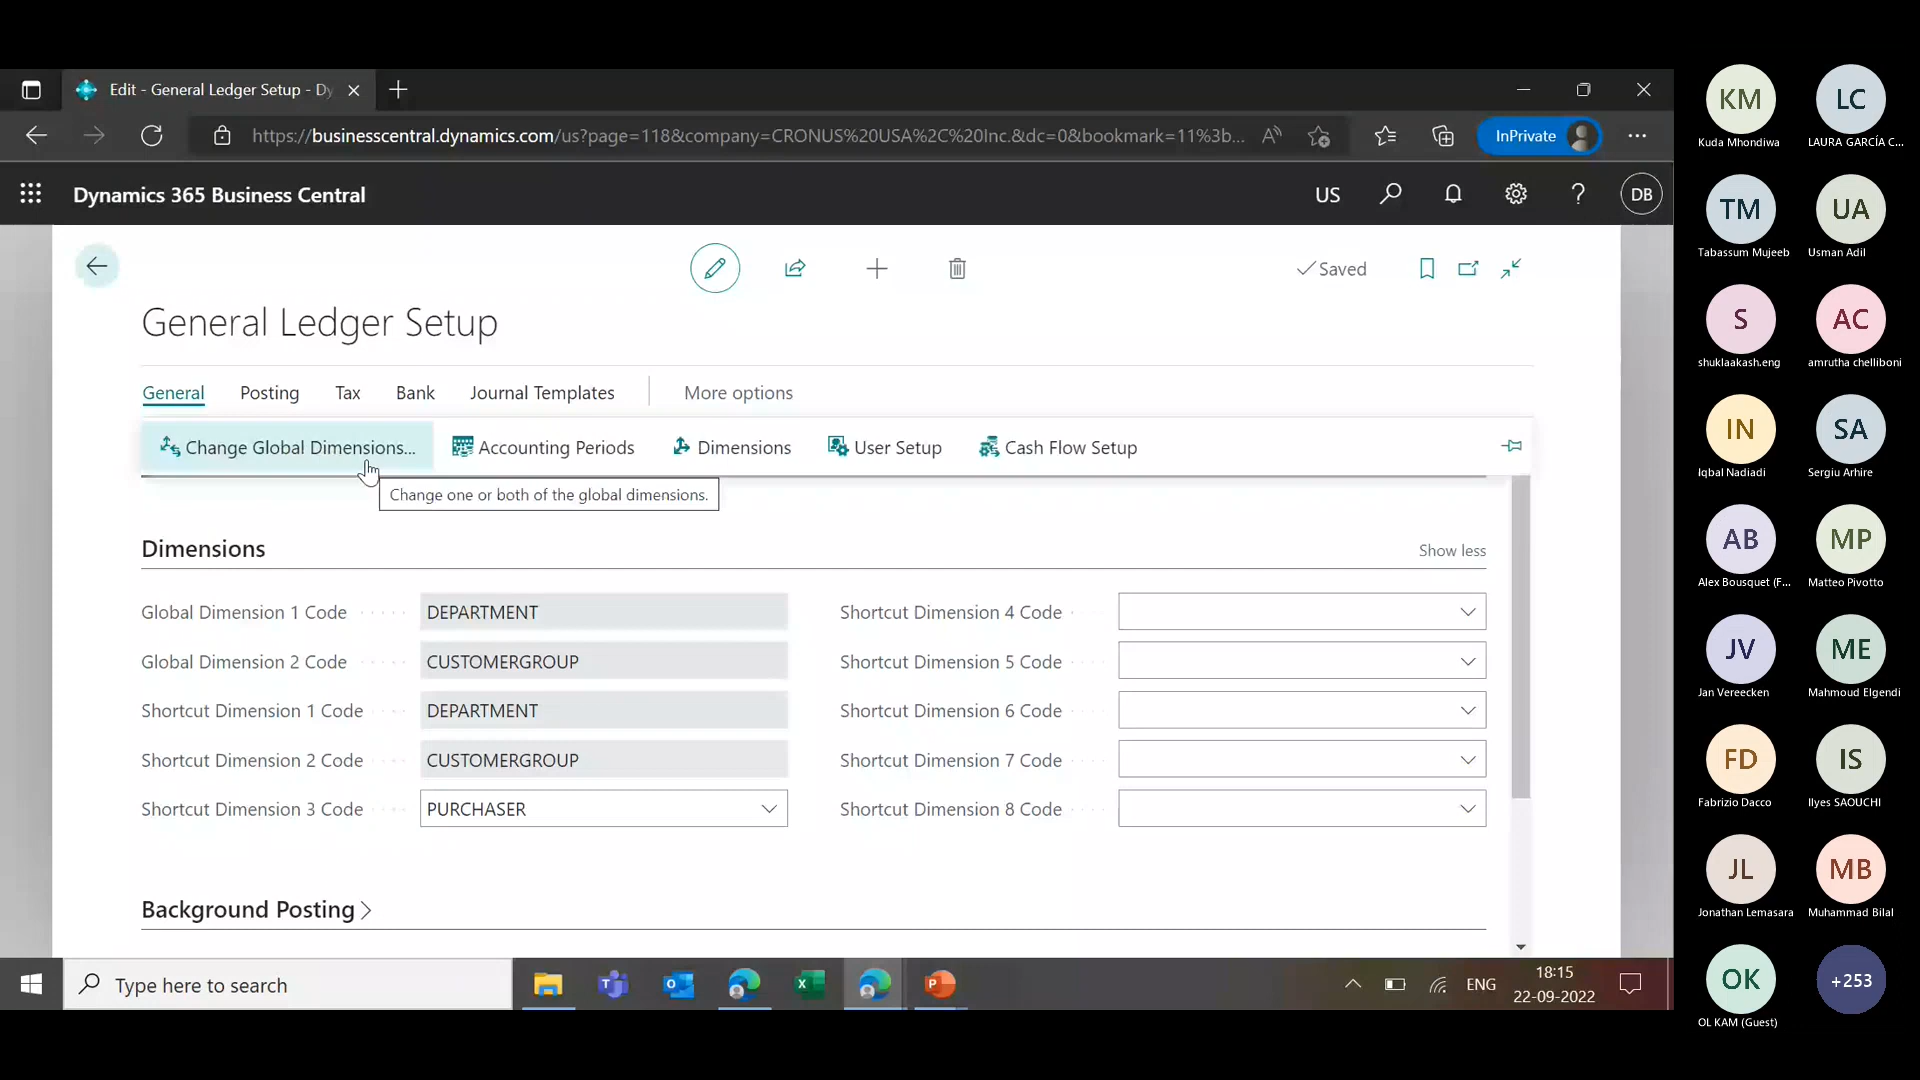 Edit - General Ledger Setup - Dy
https://businesscentral.dynamics.com/us?page=118&company=CRONUS%20USA%2C%20Inc.&dc=0&bookmark=11%3b...
InPrivate
Dynamics 365 Business Central
US
DB
Saved
General Ledger Setup
General Posting Tax Bank Journal Templates More options
Change Global Dimensions... Accounting Periods Dimensions User Setup Cash Flow Setup
Change one or both of the global dimensions.
Dimensions
Show less
Global Dimension 1 Code DEPARTMENT
Global Dimension 2 Code CUSTOMERGROUP
Shortcut Dimension 1 Code DEPARTMENT
Shortcut Dimension 2 Code CUSTOMERGROUP
Shortcut Dimension 3 Code PURCHASER
Shortcut Dimension 4 Code
Shortcut Dimension 5 Code
Shortcut Dimension 6 Code
Shortcut Dimension 7 Code
Shortcut Dimension 8 Code
Background Posting
Type here to search
ENG
18:15
22-09-2022
KM LC
Kuda Mhondiwa LAURA GARCÍA C...
TM UA
Tabassum Mujeeb Usman Adil
S AC
shuklaakash.eng amrutha chelliboni
IN SA
Iqbal Nadiadi Sergiu Arhire
AB MP
Alex Bousquet (F... Matteo Pivotto
JV ME
Jan Vereecken Mahmoud Elgendi
FD IS
Fabrizio Dacco Ilyes SAOUCHI
JL MB
Jonathan Lemasara Muhammad Bilal
OK +253
OL KAM (Guest)